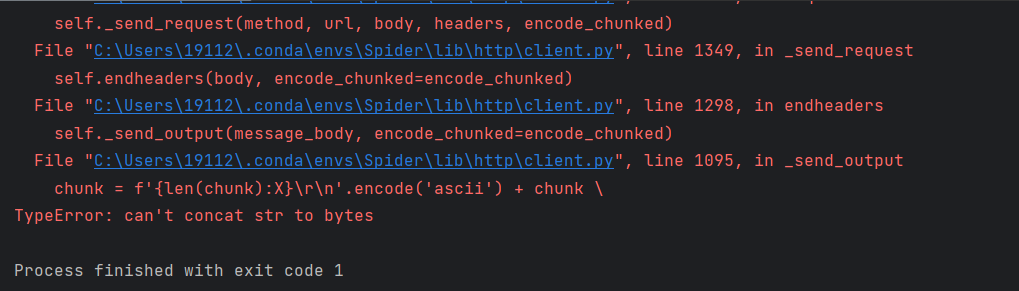 self._send_request(method, url, body, headers, encode_chunked)
File "C:\Users\19112\.conda\envs\Spider\lib\http\client.py", line 1349, in _send_request
self.endheaders(body, encode_chunked=encode_chunked)
File "C:\Users\19112\.conda\envs\Spider\lib\http\client.py", line 1298, in endheaders
self._send_output(message_body, encode_chunked=encode_chunked)
File "C:\Users\19112\.conda\envs\Spider\lib\http\client.py", line 1095, in _send_output
chunk = f'{len(chunk):X}\r\n'.encode('ascii') + chunk \
TypeError: can't concat str to bytes
Process finished with exit code 1